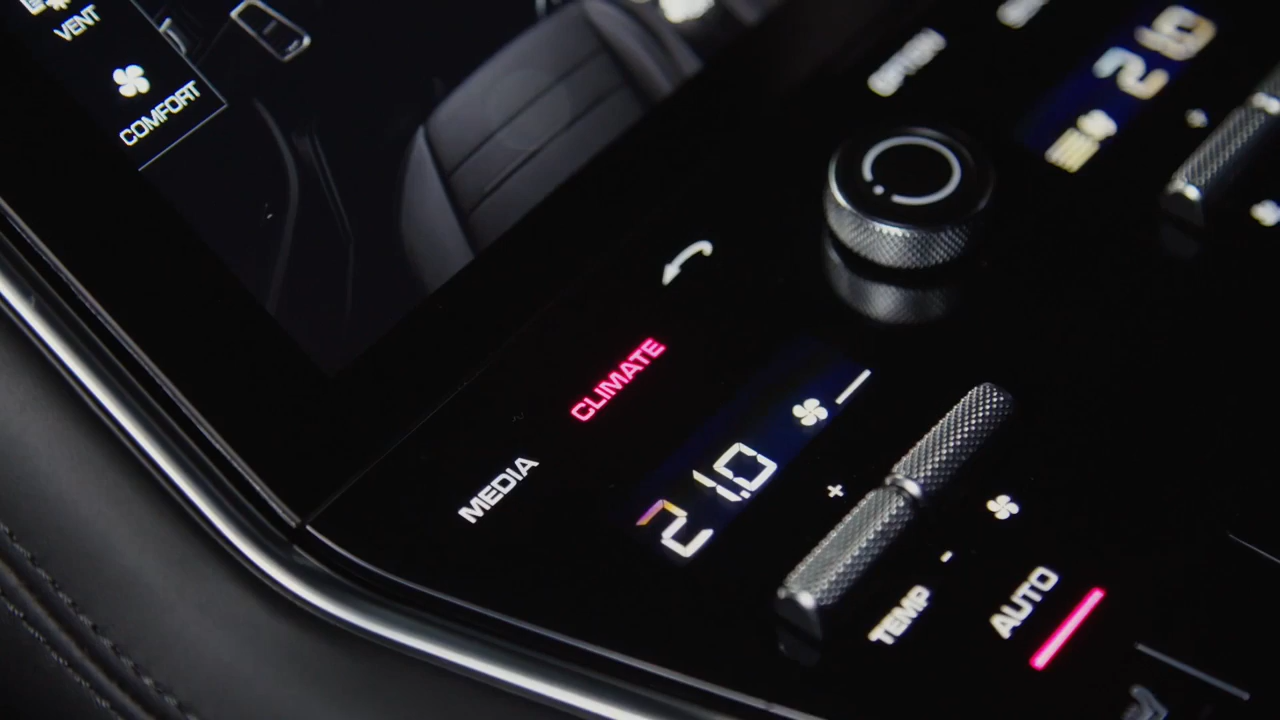 VENT
COMFORT
OPTION
CLIMATE
MEDIA
21.0
+
-
TEMP
AUTO